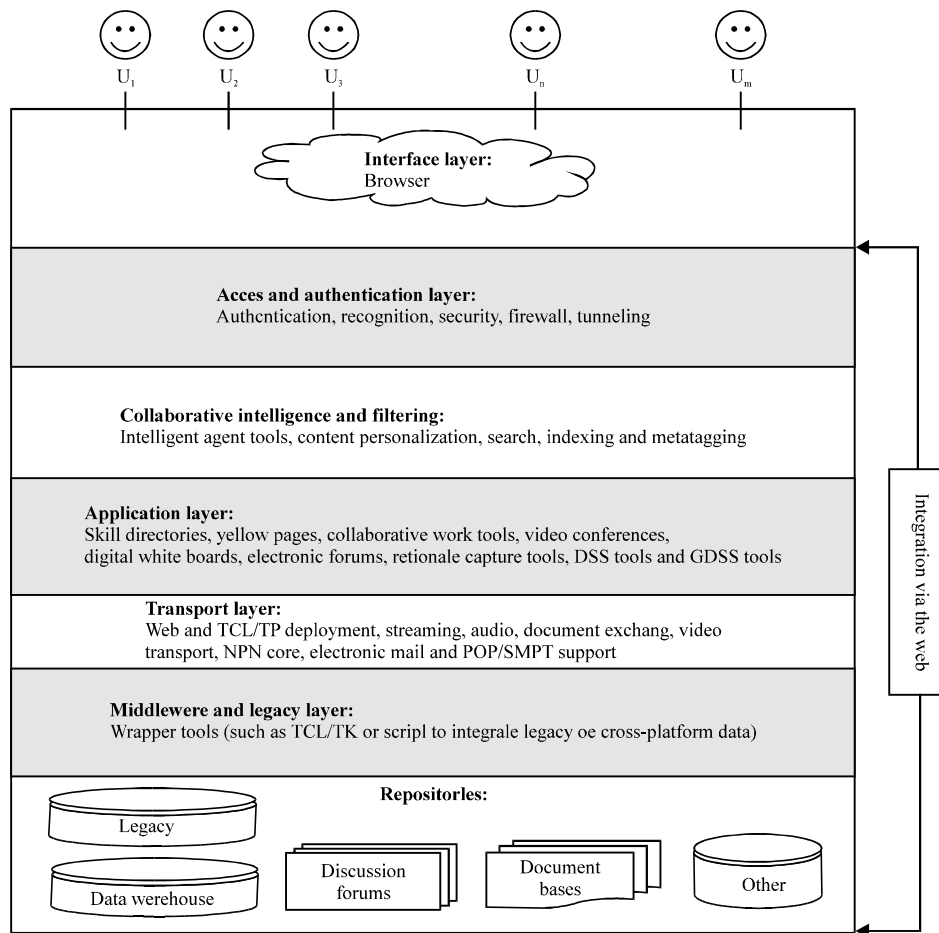 U1 U2 U3 Un Um
Interface layer:
Browser
Acces and authentication layer:
Authentication, recognition, security, firewall, tunneling
Collaborative intelligence and filtering:
Intelligent agent tools, content personalization, search, indexing and metatagging
Application layer:
Skill directories, yellow pages, collaborative work tools, video conferences,
digital white boards, electronic forums, retionale capture tools, DSS tools and GDSS tools
Transport layer:
Web and TCL/TP deployment, streaming, audio, document exchang, video
transport, NPN core, electronic mail and POP/SMPT support
Middlewere and legacy layer:
Wrapper tools (such as TCL/TK or scripl to integrale legacy oe cross-platform data)
Repositorles:
Legacy
Data werehouse
Discussion
forums
Document
bases
Other
Integration via the web